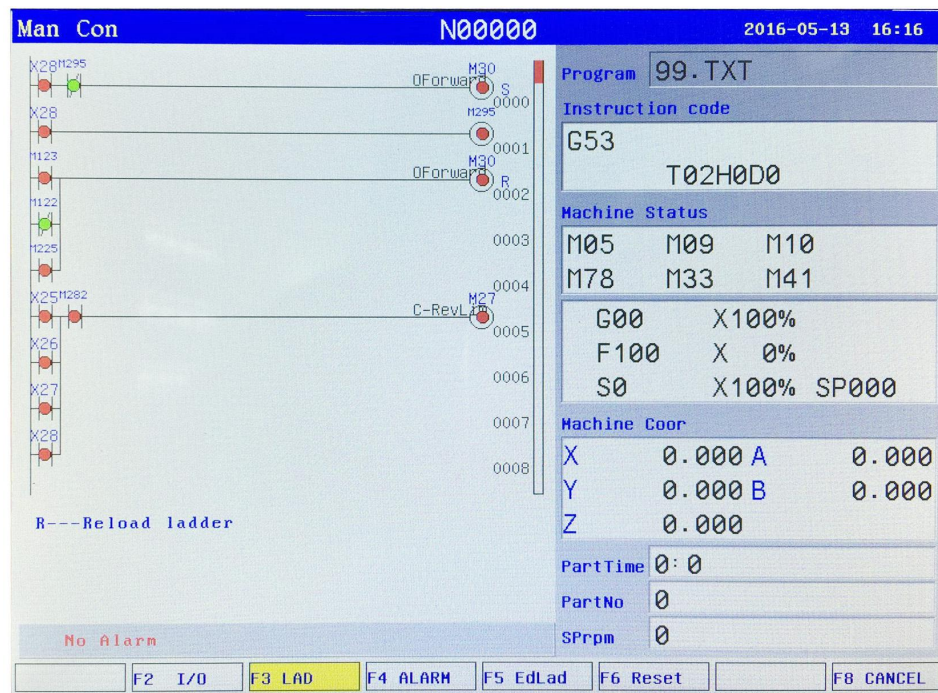 Man Con N00000 2016-05-13 16:16
X28 M295 OForward M30 S
0000
X28 M295
0001
M123 OForward M30 R
0002
M122
0003
M225
0004
X25 M282 C-RevLim M27
0005
X26
0006
X27
0007
X28
0008
R---Reload ladder
No Alarm
Program 99.TXT
Instruction code
G53
T02H0D0
Machine Status
M05 M09 M10
M78 M33 M41
G00 X100%
F100 X 0%
S0 X100% SP000
Machine Coor
X 0.000 A 0.000
Y 0.000 B 0.000
Z 0.000
PartTime 0: 0
PartNo 0
SPrpm 0
F2 I/O F3 LAD F4 ALARM F5 EdLad F6 Reset F8 CANCEL